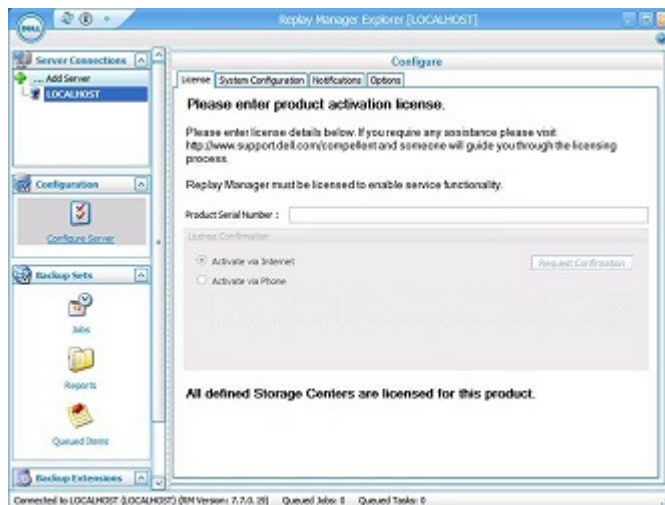 DELL
Replay Manager Explorer [LOCALHOST]
Server Connections
... Add Server
LOCALHOST
Configuration
Configure Server
Backup Sets
Jobs
Reports
Queued Items
Backup Extensions
Configure
License
System Configuration
Notifications
Options
Please enter product activation license.
Please enter license details below. If you require any assistance please visit
http://www.support.dell.com/compellent and someone will guide you through the licensing
process.
Replay Manager must be licensed to enable service functionality.
Product Serial Number :
License Confirmation
Activate via Internet
Request Confirmation
Activate via Phone
All defined Storage Centers are licensed for this product.
Connected to LOCALHOST (LOCALHOST) (RM Version: 7.7.0.19) Queued Jobs: 0 Queued Tasks: 0